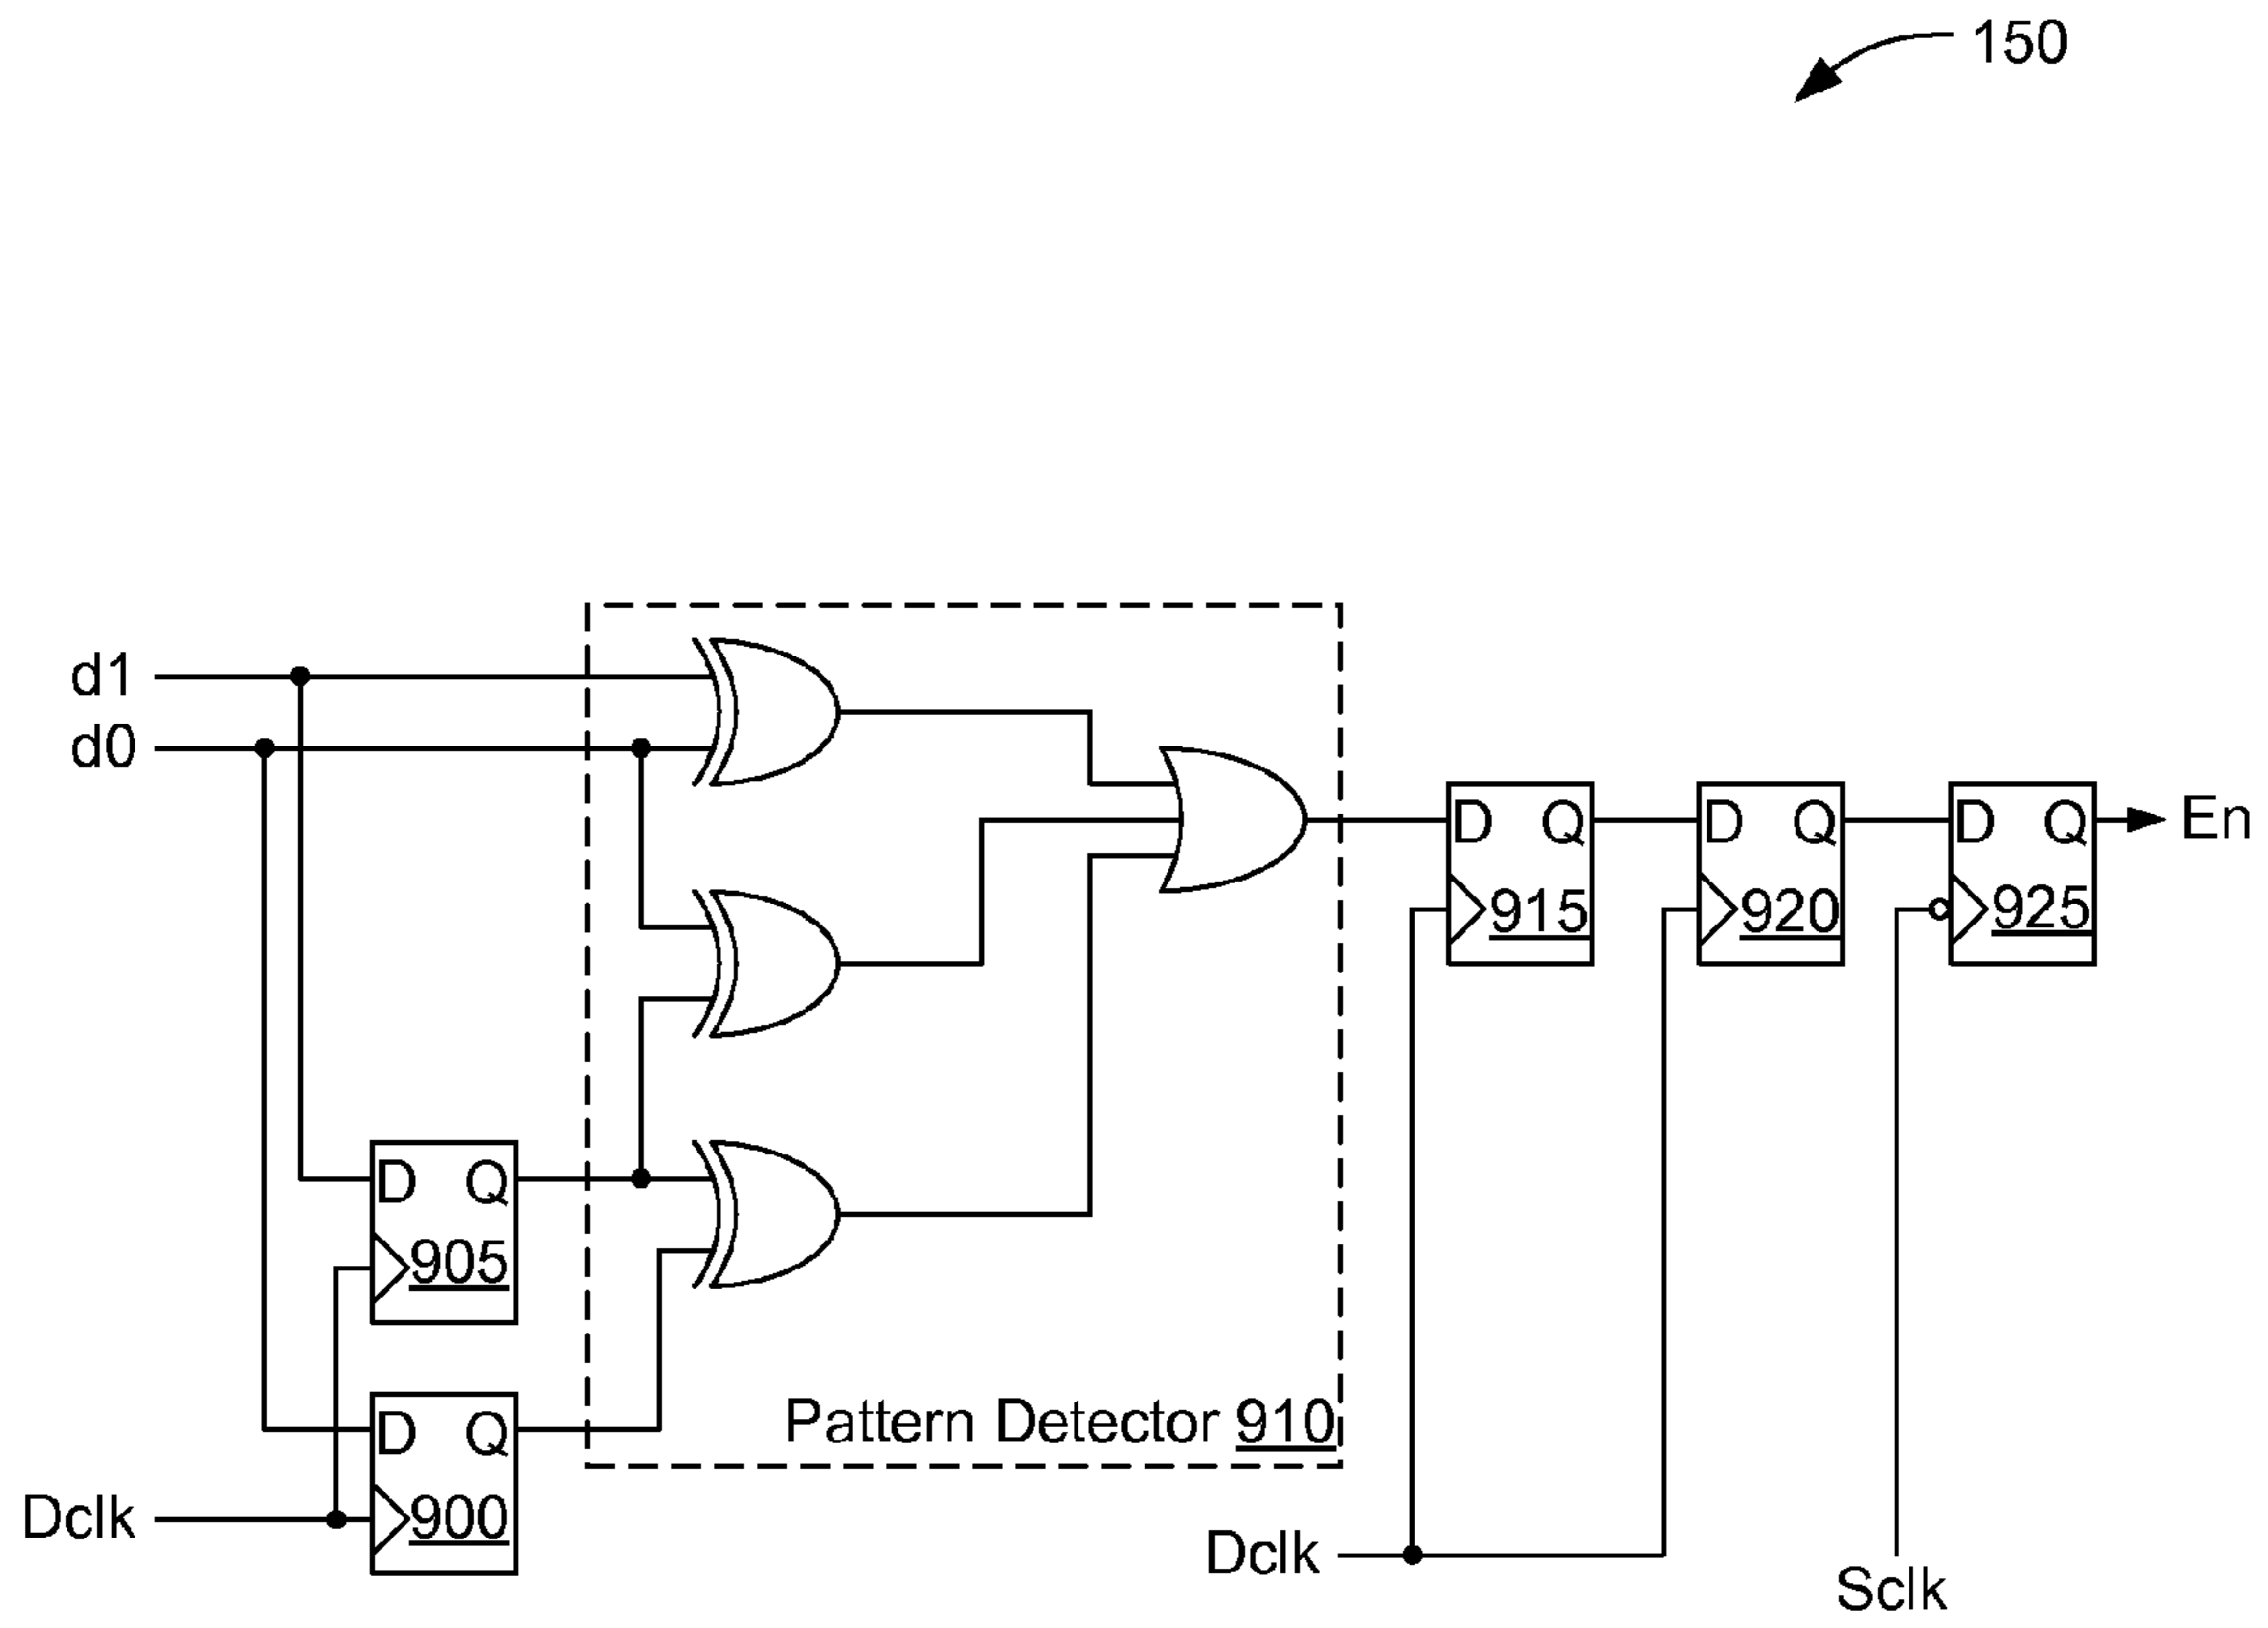 150
d1
d0
D Q
915
D Q
920
D Q
925
En
D Q
905
D Q
900
Pattern Detector 910
Dclk
Dclk
Sclk